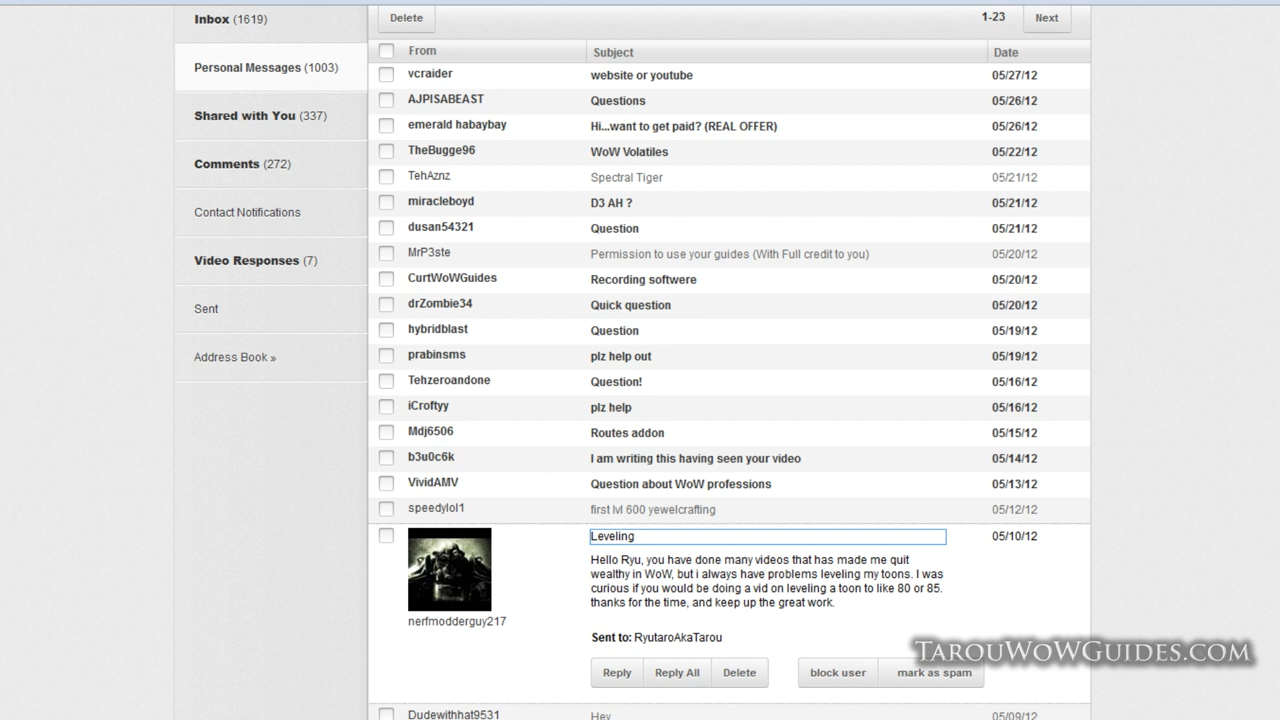 Inbox (1619)
Personal Messages (1003)
Shared with You (337)
Comments (272)
Contact Notifications
Video Responses (7)
Sent
Address Book »
Delete
1-23
Next
From Subject Date
vcraider website or youtube 05/27/12
AJPISABEAST Questions 05/26/12
emerald habaybay Hi...want to get paid? (REAL OFFER) 05/26/12
TheBugge96 WoW Volatiles 05/22/12
TehAznz Spectral Tiger 05/21/12
miracleboyd D3 AH ? 05/21/12
dusan54321 Question 05/21/12
MrP3ste Permission to use your guides (With Full credit to you) 05/20/12
CurtWoWGuides Recording softwere 05/20/12
drZombie34 Quick question 05/20/12
hybridblast Question 05/19/12
prabinsms plz help out 05/19/12
Tehzeroandone Question! 05/16/12
iCroftyy plz help 05/16/12
Mdj6506 Routes addon 05/15/12
b3u0c6k I am writing this having seen your video 05/14/12
VividAMV Question about WoW professions 05/13/12
speedylol1 first lvl 600 yewelcrafting 05/12/12
Leveling 05/10/12
Hello Ryu, you have done many videos that has made me quit
wealthy in WoW, but i always have problems leveling my toons. I was
curious if you would be doing a vid on leveling a toon to like 80 or 85.
thanks for the time, and keep up the great work.
nerfmodderguy217
Sent to: RyutaroAkaTarou
Reply Reply All Delete block user mark as spam
TarouWoWGuides.com
Dudewithhat9531 Hey 05/09/12